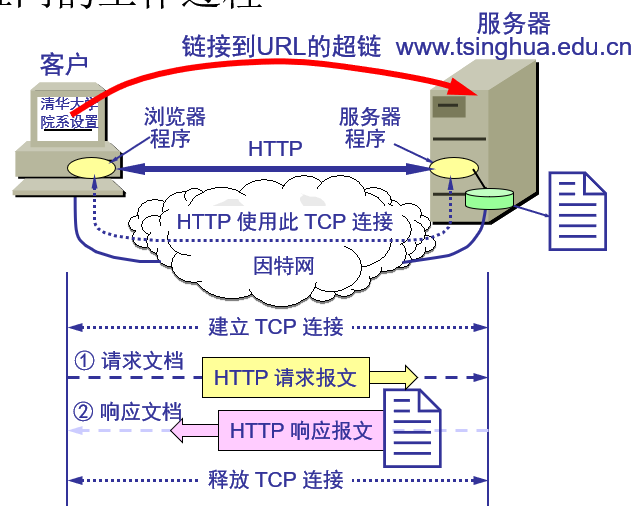 的工作过程
服务器
链接到URL的超链 www.tsinghua.edu.cn
客户
清华大学
院系设置
浏览器
程序
服务器
程序
HTTP
HTTP 使用此 TCP 连接
因特网
建立 TCP 连接
① 请求文档
HTTP 请求报文
② 响应文档
HTTP 响应报文
释放 TCP 连接